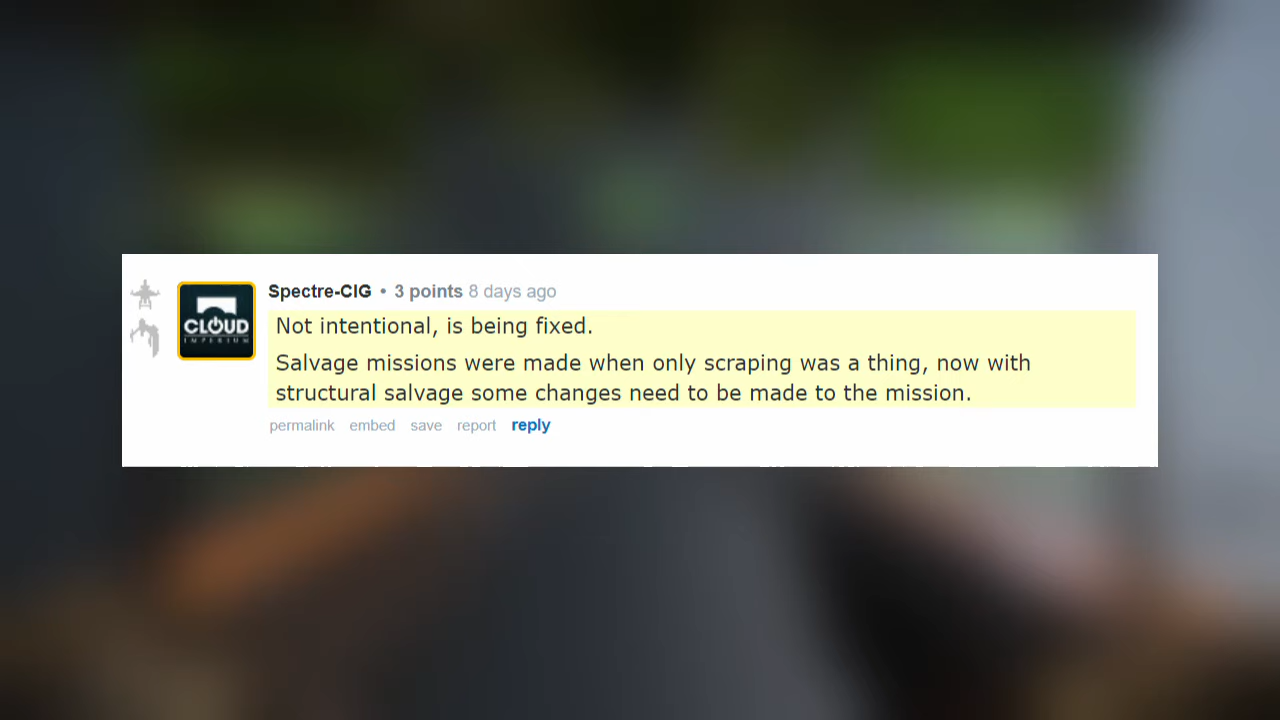 Spectre-CIG • 3 points 8 days ago
CLOUD
IMPERIUM
Not intentional, is being fixed.
Salvage missions were made when only scraping was a thing, now with
structural salvage some changes need to be made to the mission.
permalink embed save report reply